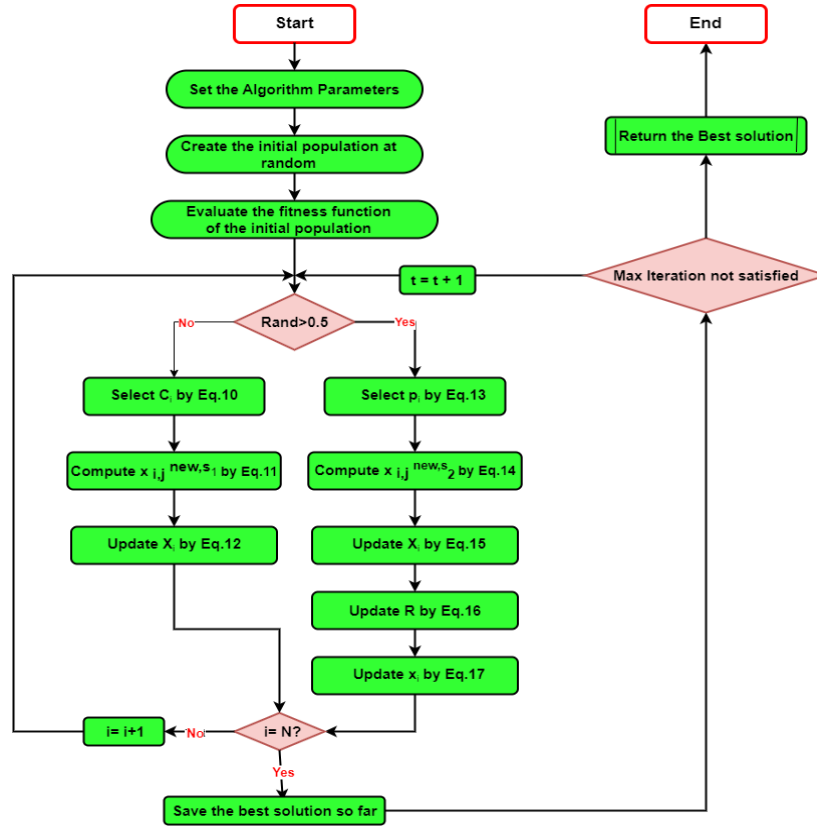 Start
End
Set the Algorithm Parameters
Return the Best solution
Create the initial population at
random
Evaluate the fitness function
of the initial population
t = t + 1
Max Iteration not satisfied
No
Rand>0.5
Yes
Select Cᵢ by Eq.10
Select pᵢ by Eq.13
Compute x i,j new,s1 by Eq.11
Compute x i,j new,s2 by Eq.14
Update Xᵢ by Eq.12
Update Xᵢ by Eq.15
Update R by Eq.16
Update xᵢ by Eq.17
i= i+1
No
i= N?
Yes
Save the best solution so far